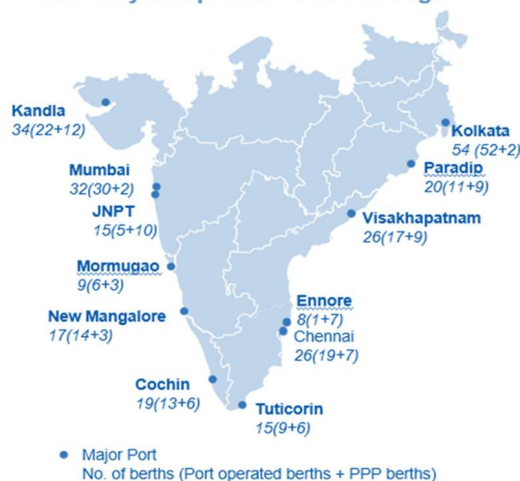 Kandla
34(22+12)
Kolkata
54 (52+2)
Mumbai
32(30+2)
Paradip
20(11+9)
JNPT
15(5+10)
Visakhapatnam
26(17+9)
Mormugao
9(6+3)
Ennore
8(1+7)
New Mangalore
17(14+3)
Chennai
26(19+7)
Cochin
19(13+6)
Tuticorin
15(9+6)
Major Port
No. of berths (Port operated berths + PPP berths)